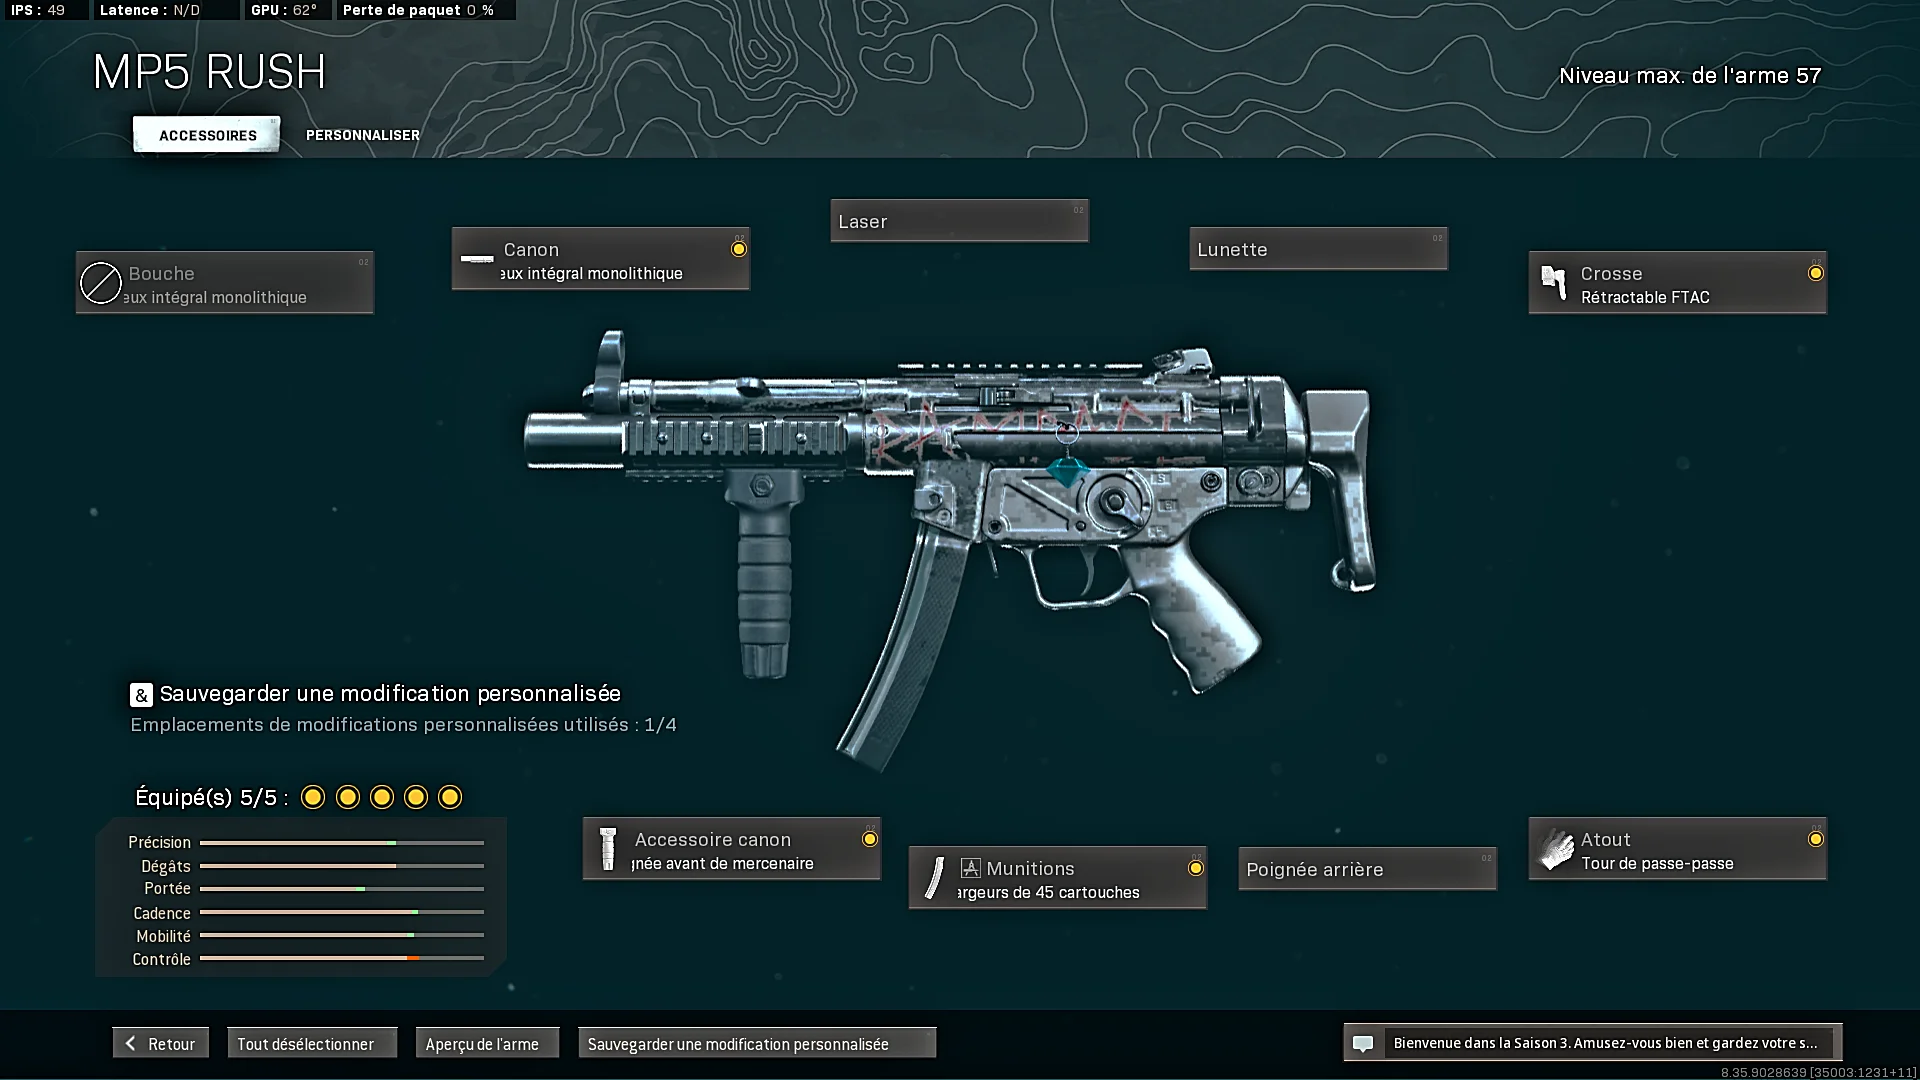 IPS : 49 Latence : N/D GPU : 62° Perte de paquet 0 %
MP5 RUSH
Niveau max. de l'arme 57
ACCESSOIRES PERSONNALISER
Laser
Canon
eux intégral monolithique
Lunette
Bouche
eux intégral monolithique
Crosse
Rétractable FTAC
& Sauvegarder une modification personnalisée
Emplacements de modifications personnalisées utilisés : 1/4
Équipé(s) 5/5 :
Précision
Dégâts
Portée
Cadence
Mobilité
Contrôle
Accessoire canon
gnée avant de mercenaire
Munitions
argeurs de 45 cartouches
Poignée arrière
Atout
Tour de passe-passe
Retour
Tout désélectionner
Aperçu de l'arme
Sauvegarder une modification personnalisée
Bienvenue dans la Saison 3. Amusez-vous bien et gardez votre s...
8.35.9028639 [35003:1231+11]